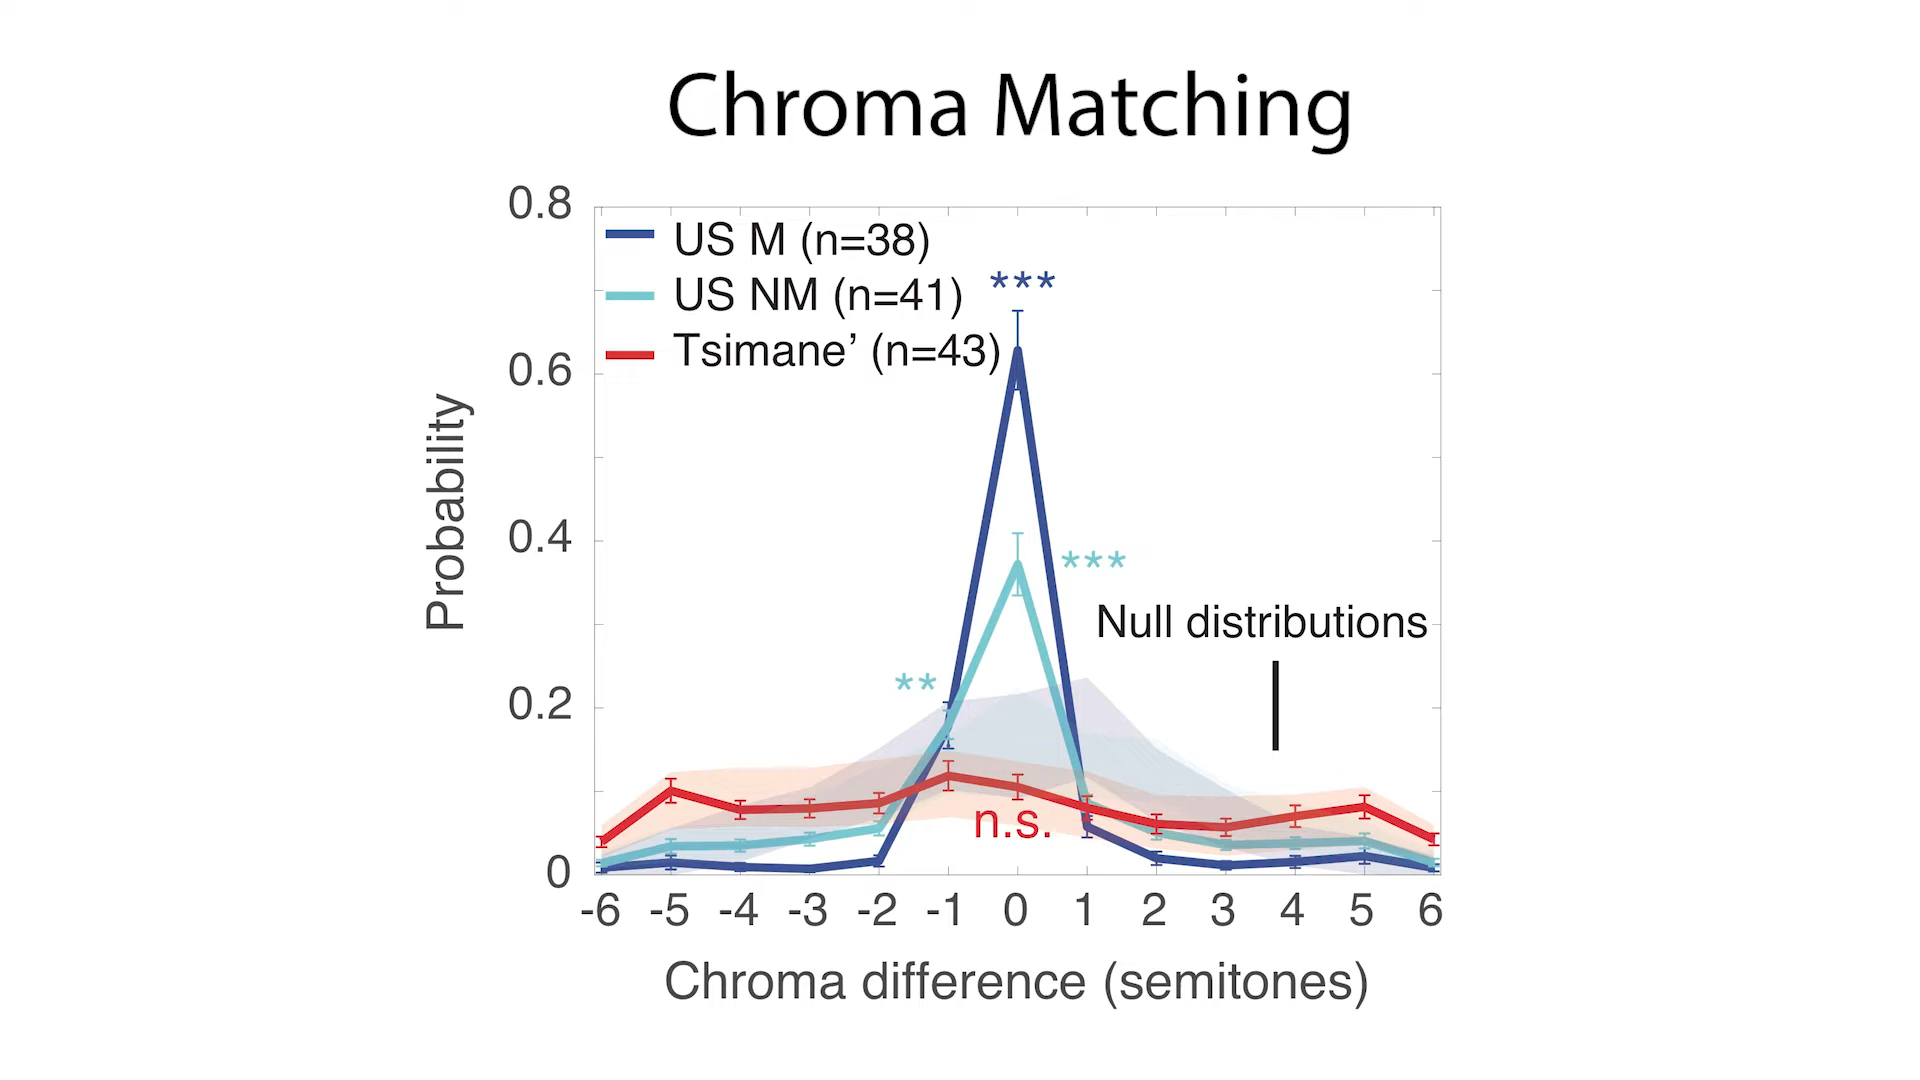 Chroma Matching
0.8
US M (n=38)
***
US NM (n=41)
Tsimane’ (n=43)
0.6
Probability
0.4
***
Null distributions
**
0.2
n.s.
0
-6 -5 -4 -3 -2 -1 0 1 2 3 4 5 6
Chroma difference (semitones)